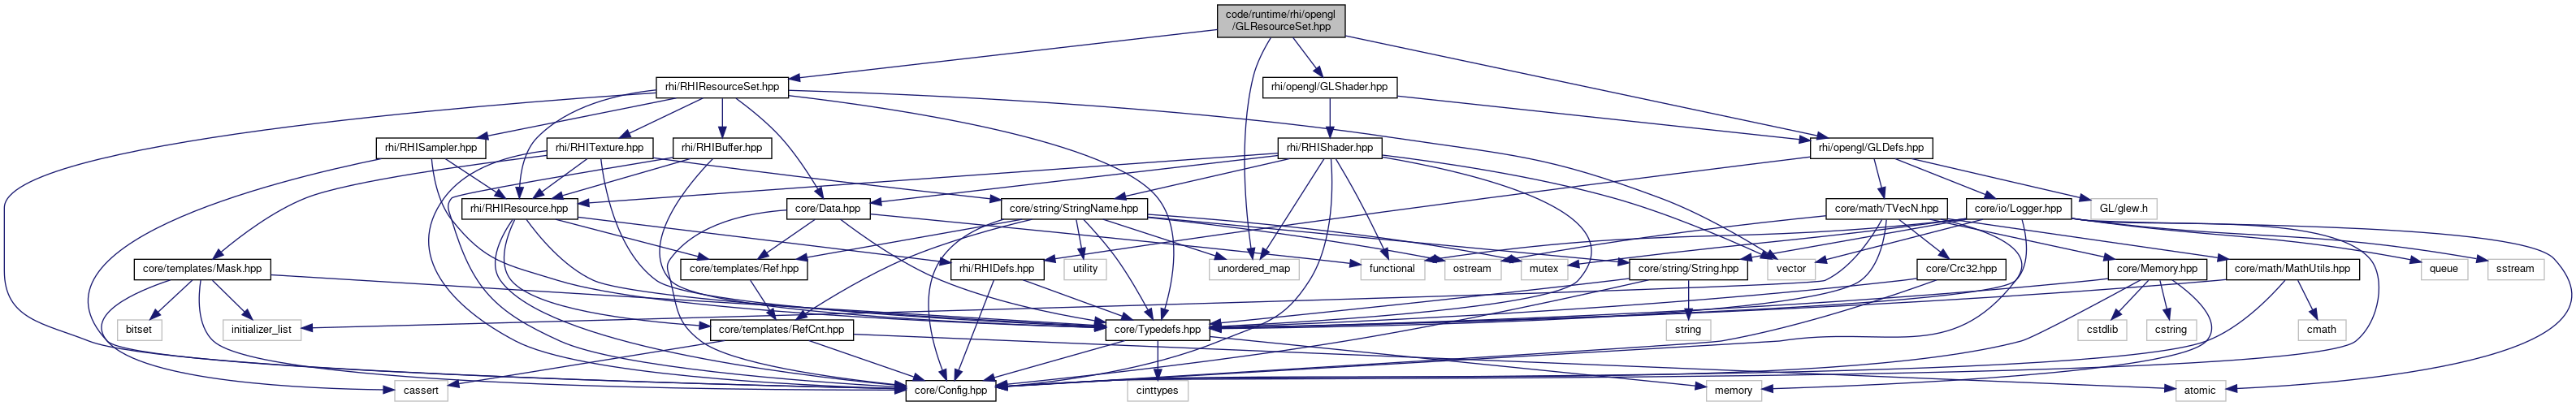 code/runtime/rhi/opengl
/GLResourceSet.hpp
rhi/RHIResourceSet.hpp
rhi/opengl/GLShader.hpp
rhi/RHISampler.hpp
rhi/RHITexture.hpp
rhi/RHIBuffer.hpp
rhi/RHIShader.hpp
rhi/opengl/GLDefs.hpp
rhi/RHIResource.hpp
core/Data.hpp
core/string/StringName.hpp
core/math/TVecN.hpp
core/io/Logger.hpp
GL/glew.h
core/templates/Mask.hpp
core/templates/Ref.hpp
rhi/RHIDefs.hpp
utility
unordered_map
functional
ostream
mutex
core/string/String.hpp
vector
core/Crc32.hpp
core/Memory.hpp
core/math/MathUtils.hpp
queue
sstream
bitset
initializer_list
core/templates/RefCnt.hpp
core/Typedefs.hpp
string
cstdlib
cstring
cmath
cassert
core/Config.hpp
cinttypes
memory
atomic